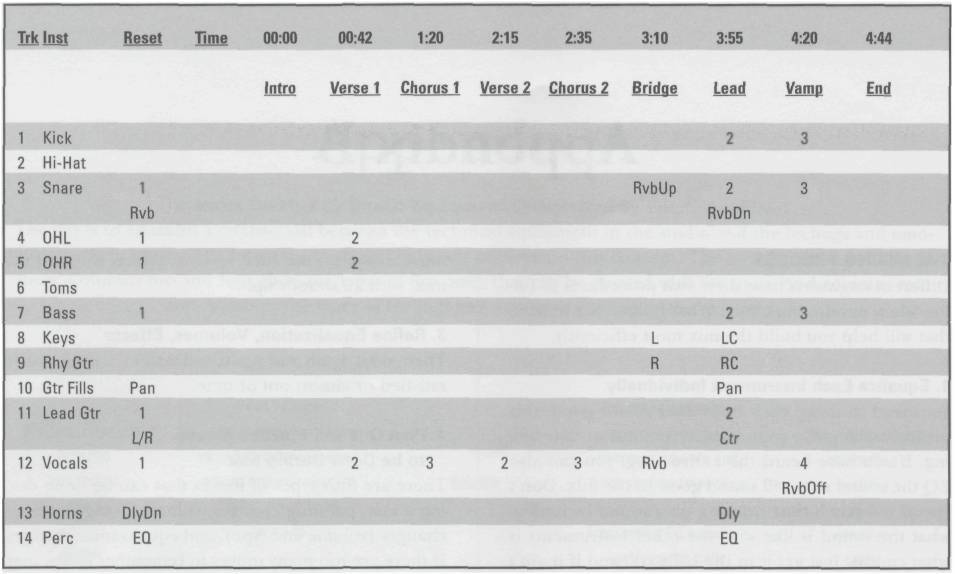 Trk Inst Reset Time 00:00 00:42 1:20 2:15 2:35 3:10 3:55 4:20 4:44
Intro Verse 1 Chorus 1 Verse 2 Chorus 2 Bridge Lead Vamp End
1 Kick 2 3
2 Hi-Hat
3 Snare 1 RvbUp 2 3
Rvb RvbDn
4 OHL 1 2
5 OHR 1 2
6 Toms
7 Bass 1 2 3
8 Keys L LC
9 Rhy Gtr R RC
10 Gtr Fills Pan Pan
11 Lead Gtr 1 2
L/R Ctr
12 Vocals 1 2 3 2 3 Rvb 4
RvbOff
13 Horns DlyDn Dly
14 Perc EQ EQ